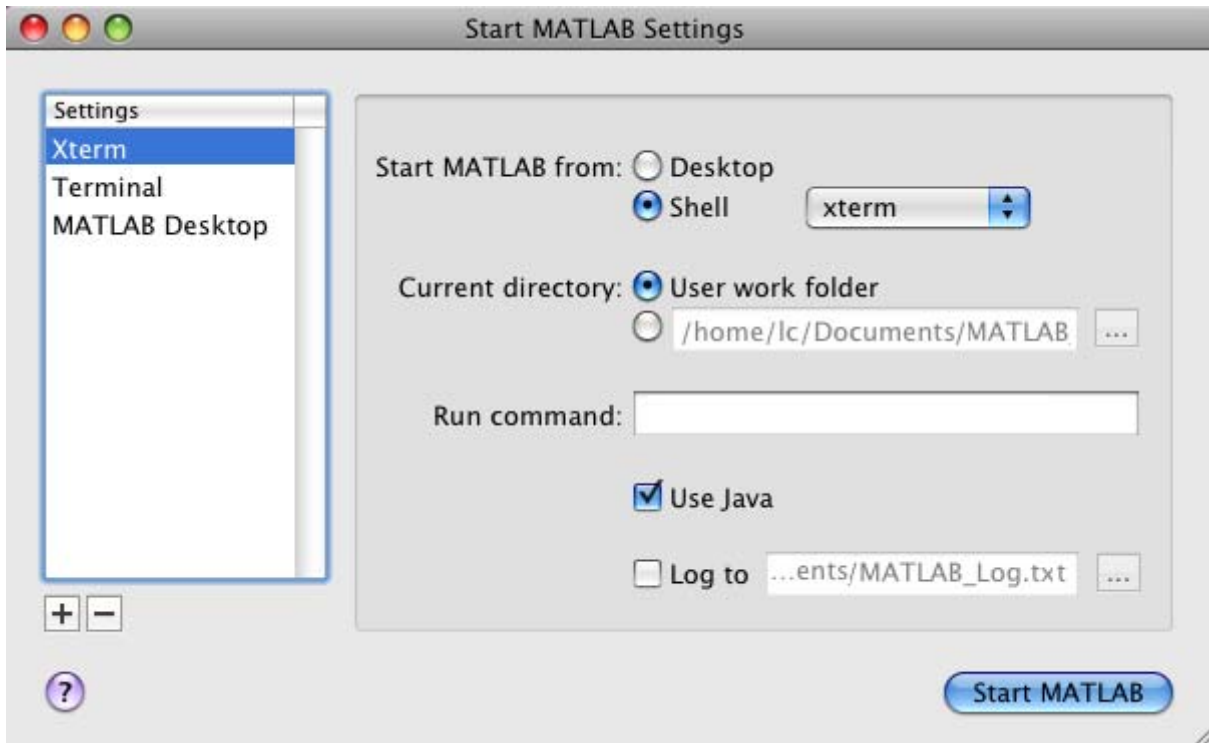 Start MATLAB Settings
Settings
Xterm
Terminal
MATLAB Desktop
Start MATLAB from: Desktop
Shell xterm
Current directory: User work folder
/home/lc/Documents/MATLAB
...
Run command:
Use Java
Log to ...ents/MATLAB_Log.txt ...
+ −
?
Start MATLAB